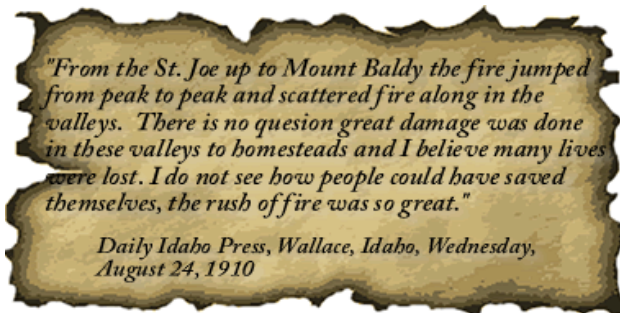 "From the St. Joe up to Mount Baldy the fire jumped
from peak to peak and scattered fire along in the
valleys. There is no quesion great damage was done
in these valleys to homesteads and I believe many lives
were lost. I do not see how people could have saved
themselves, the rush of fire was so great."
Daily Idaho Press, Wallace, Idaho, Wednesday,
August 24, 1910